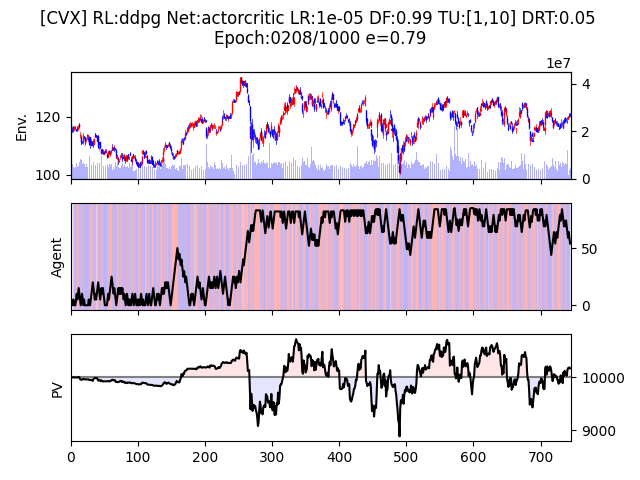 [CVX] RL:ddpg Net:actorcritic LR:1e-05 DF:0.99 TU:[1,10] DRT:0.05
Epoch:0208/1000 e=0.79
1e7
Env.
120
100
4
2
0
Agent
50
0
PV
10000
9000
0 100 200 300 400 500 600 700